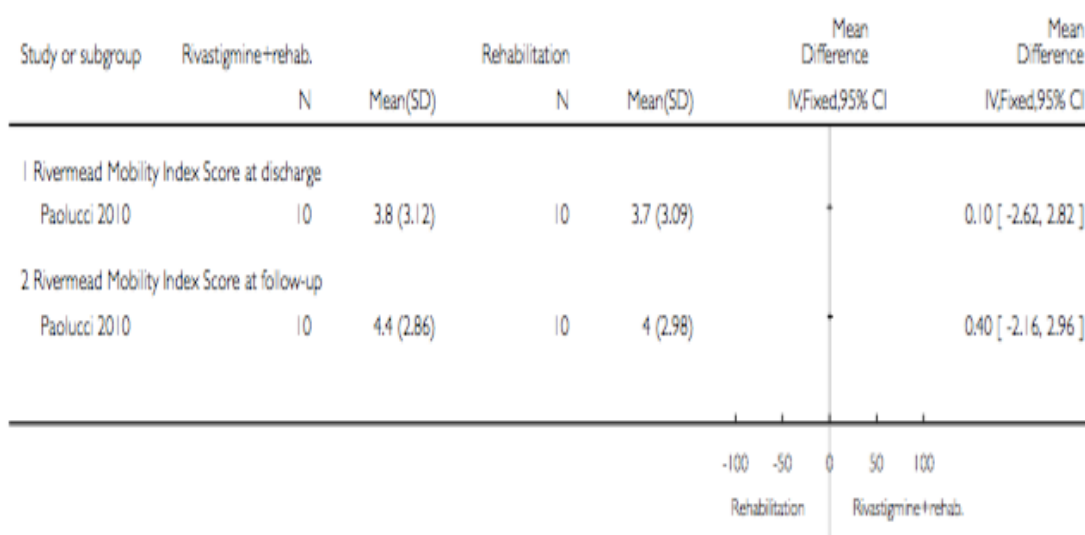 Study or subgroup Rivastigmine+rehab. Rehabilitation Mean Difference Mean Difference
N Mean(SD) N Mean(SD) IV,Fixed,95% CI IV,Fixed,95% CI
1 Rivermead Mobility Index Score at discharge
Paolucci 2010 10 3.8 (3.12) 10 3.7 (3.09) 0.10 [ -2.62, 2.82 ]
2 Rivermead Mobility Index Score at follow-up
Paolucci 2010 10 4.4 (2.86) 10 4 (2.98) 0.40 [ -2.16, 2.96 ]
-100 -50 0 50 100
Rehabilitation Rivastigmine+rehab.